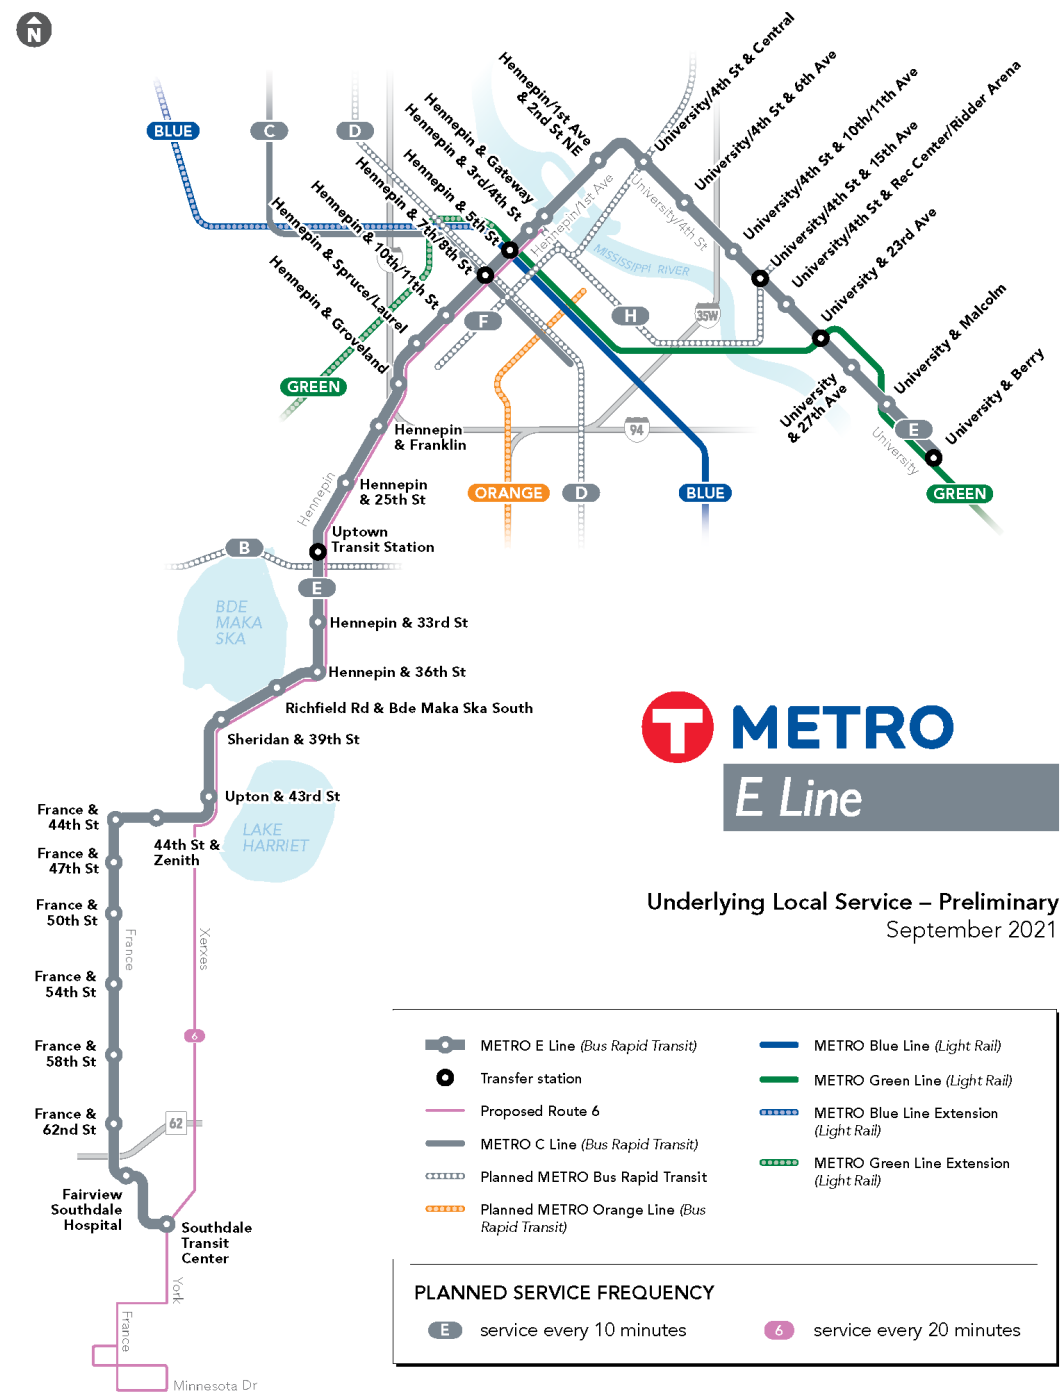 N
BLUE
C
D
Hennepin/1st Ave
& 2nd St NE
Hennepin & Gateway
Hennepin & 3rd/4th St
Hennepin & 5th St
Hennepin & 7th/8th St
Hennepin & 10th/11th St
Hennepin & Spruce/Laurel
Hennepin & Groveland
University/4th St & Central
University/4th St & 6th Ave
University/4th St & 10th/11th Ave
University/4th St & 15th Ave
University/4th St & Rec Center/Ridder Arena
University & 23rd Ave
University
& 27th Ave
University & Malcolm
University & Berry
Hennepin/1st Ave
University/4th St
MISSISSIPPI RIVER
35W
F
H
GREEN
94
E
University
ORANGE
D
BLUE
GREEN
Hennepin
& Franklin
Hennepin
Hennepin
& 25th St
Uptown
Transit Station
B
E
BDE
MAKA
SKA
Hennepin & 33rd St
Hennepin & 36th St
Richfield Rd & Bde Maka Ska South
Sheridan & 39th St
Upton & 43rd St
LAKE
HARRIET
France &
44th St
44th St &
Zenith
France &
47th St
France &
50th St
France
Xerxes
France &
54th St
6
France &
58th St
France &
62nd St
62
Fairview
Southdale
Hospital
Southdale
Transit
Center
York
France
Minnesota Dr
T METRO
E Line
Underlying Local Service – Preliminary
September 2021
METRO E Line (Bus Rapid Transit)
Transfer station
Proposed Route 6
METRO C Line (Bus Rapid Transit)
Planned METRO Bus Rapid Transit
Planned METRO Orange Line (Bus
Rapid Transit)
METRO Blue Line (Light Rail)
METRO Green Line (Light Rail)
METRO Blue Line Extension
(Light Rail)
METRO Green Line Extension
(Light Rail)
PLANNED SERVICE FREQUENCY
E service every 10 minutes
6 service every 20 minutes